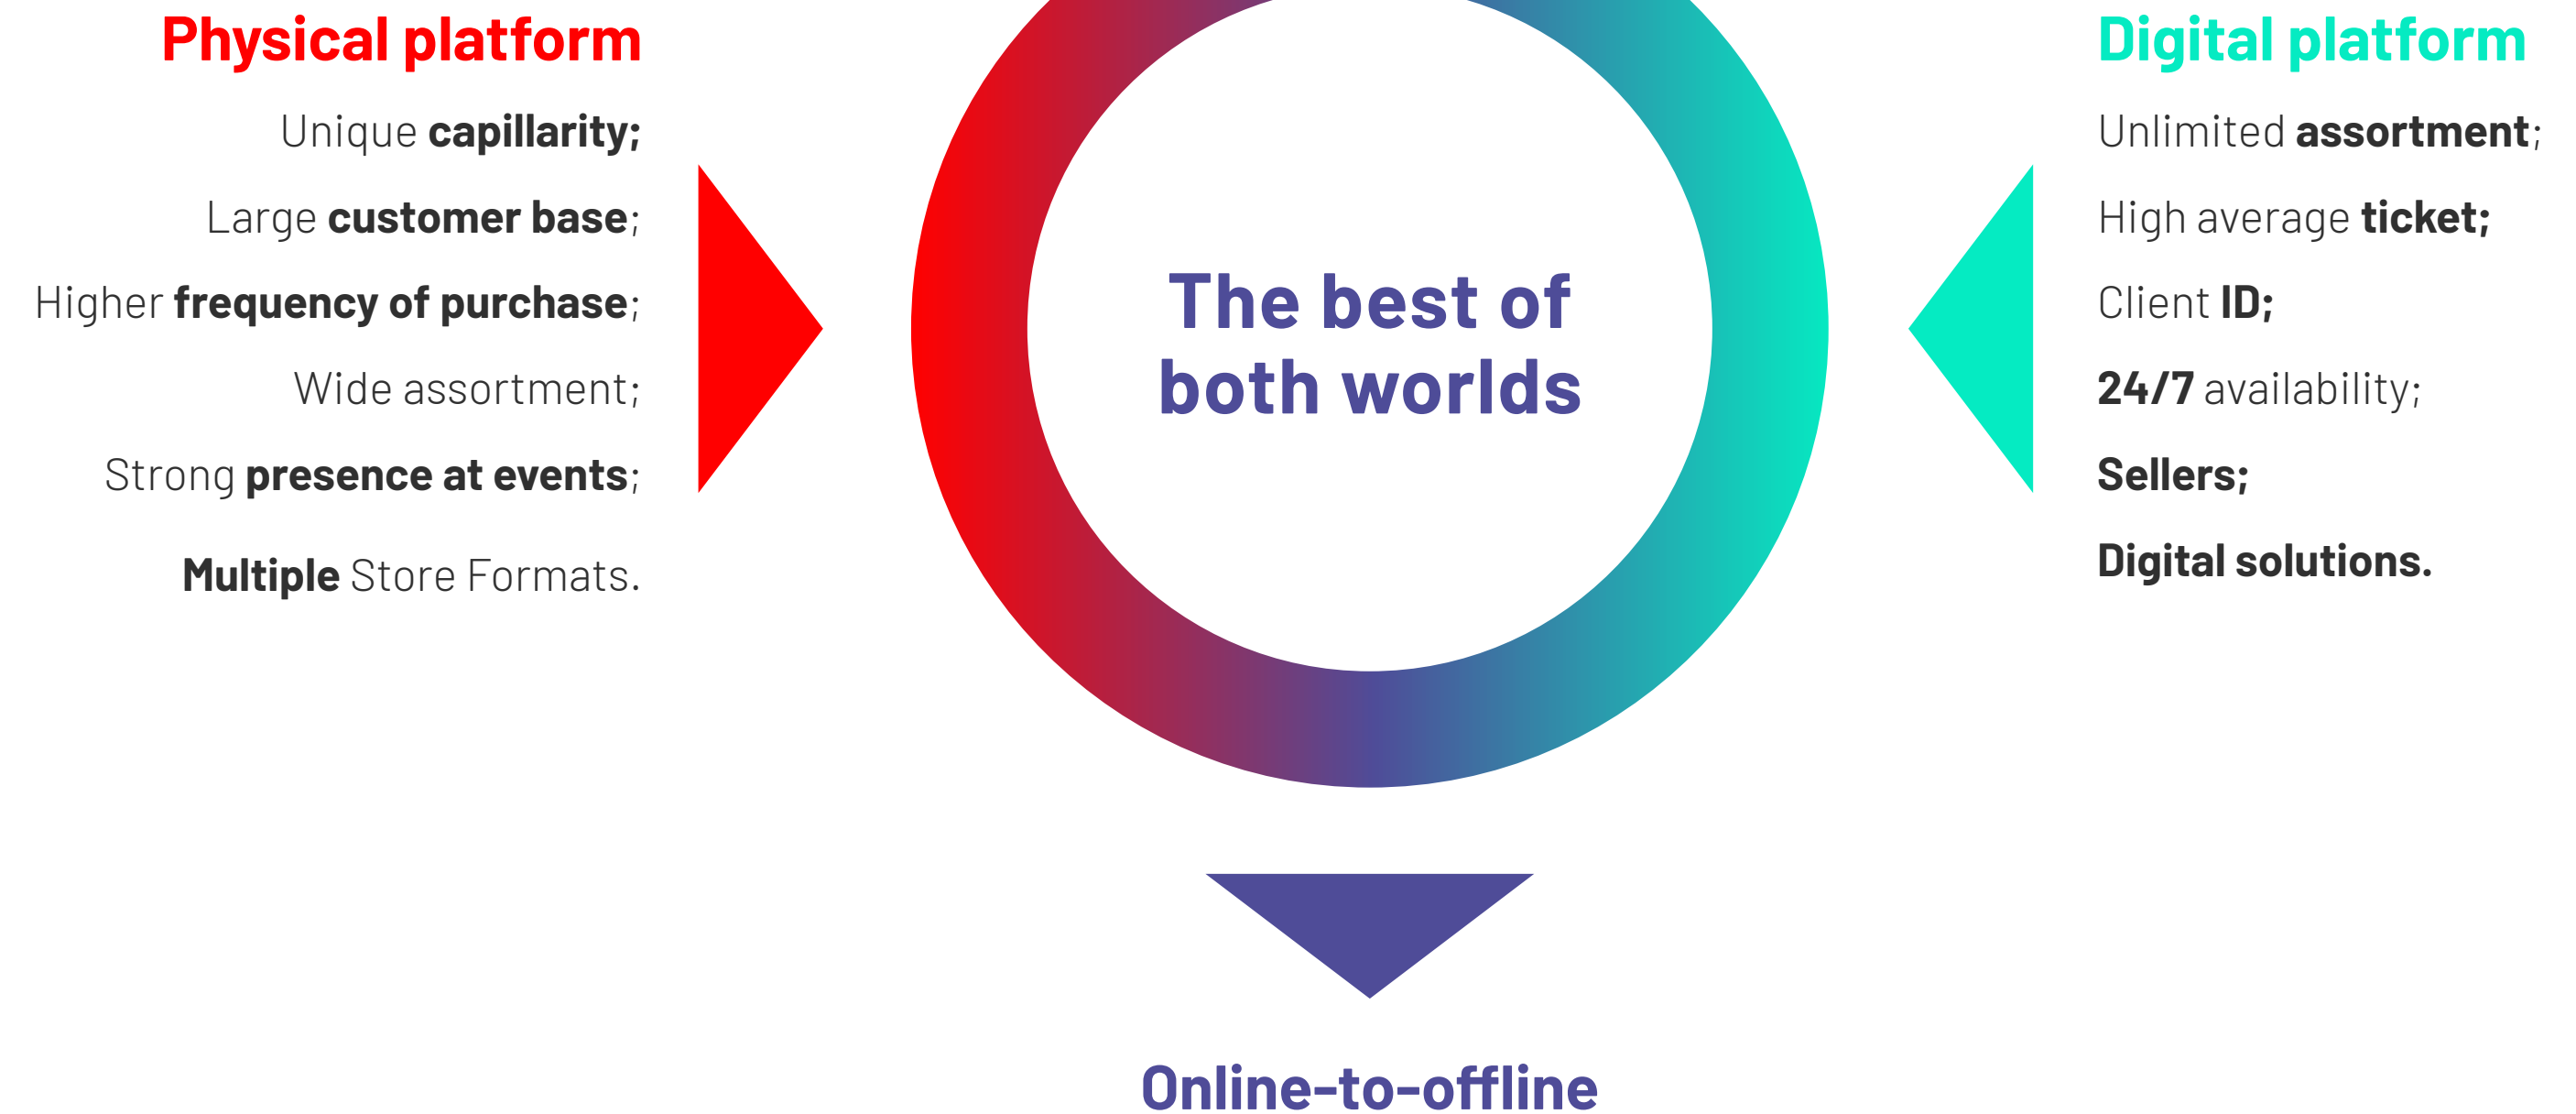 Physical platform
Unique capillarity;
Large customer base;
Higher frequency of purchase;
Wide assortment;
Strong presence at events;
Multiple Store Formats.
The best of
both worlds
Digital platform
Unlimited assortment;
High average ticket;
Client ID;
24/7 availability;
Sellers;
Digital solutions.
Online-to-offline